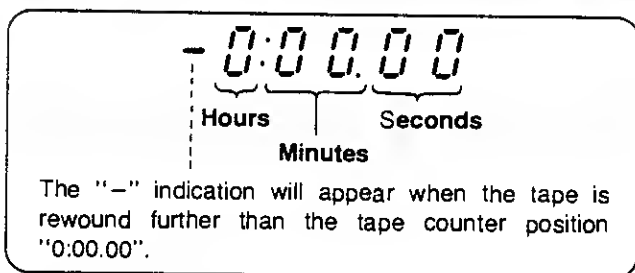 - 0:00.00
Hours Seconds
Minutes
The "–" indication will appear when the tape is
rewound further than the tape counter position
"0:00.00".